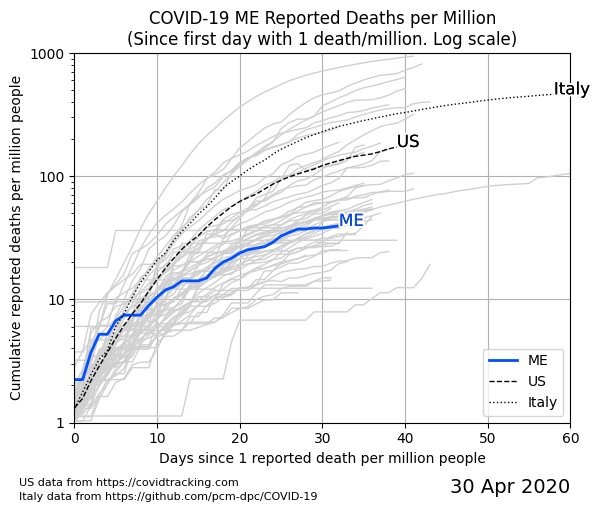 COVID-19 ME Reported Deaths per Million
(Since first day with 1 death/million. Log scale)
Cumulative reported deaths per million people
1000
100
10
1
Italy
US
ME
ME
US
Italy
0 10 20 30 40 50 60
Days since 1 reported death per million people
US data from https://covidtracking.com
Italy data from https://github.com/pcm-dpc/COVID-19
30 Apr 2020